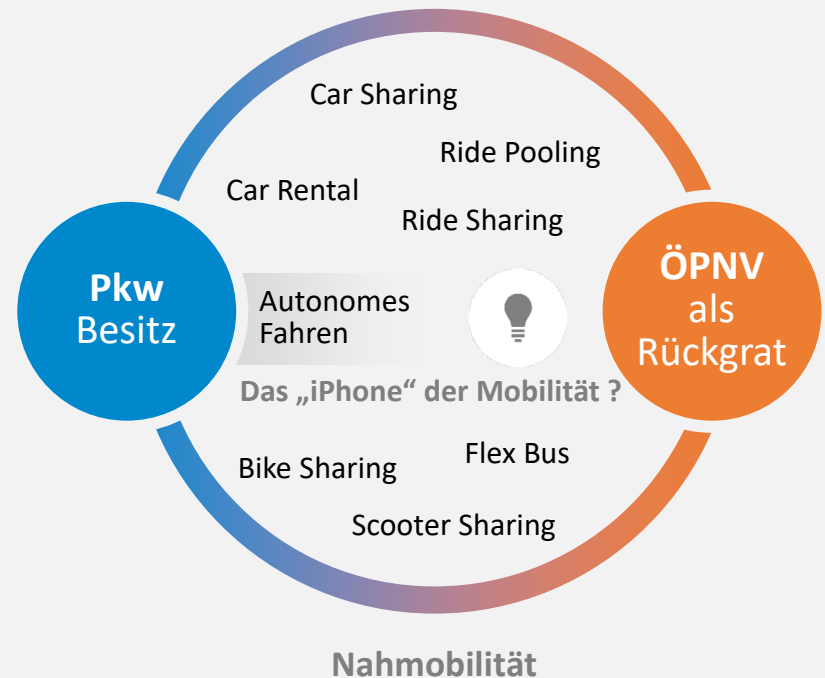 Car Sharing
Ride Pooling
Car Rental
Ride Sharing
Pkw
Besitz
Autonomes
Fahren
ÖPNV
als
Rückgrat
Das „iPhone“ der Mobilität ?
Flex Bus
Bike Sharing
Scooter Sharing
Nahmobilität